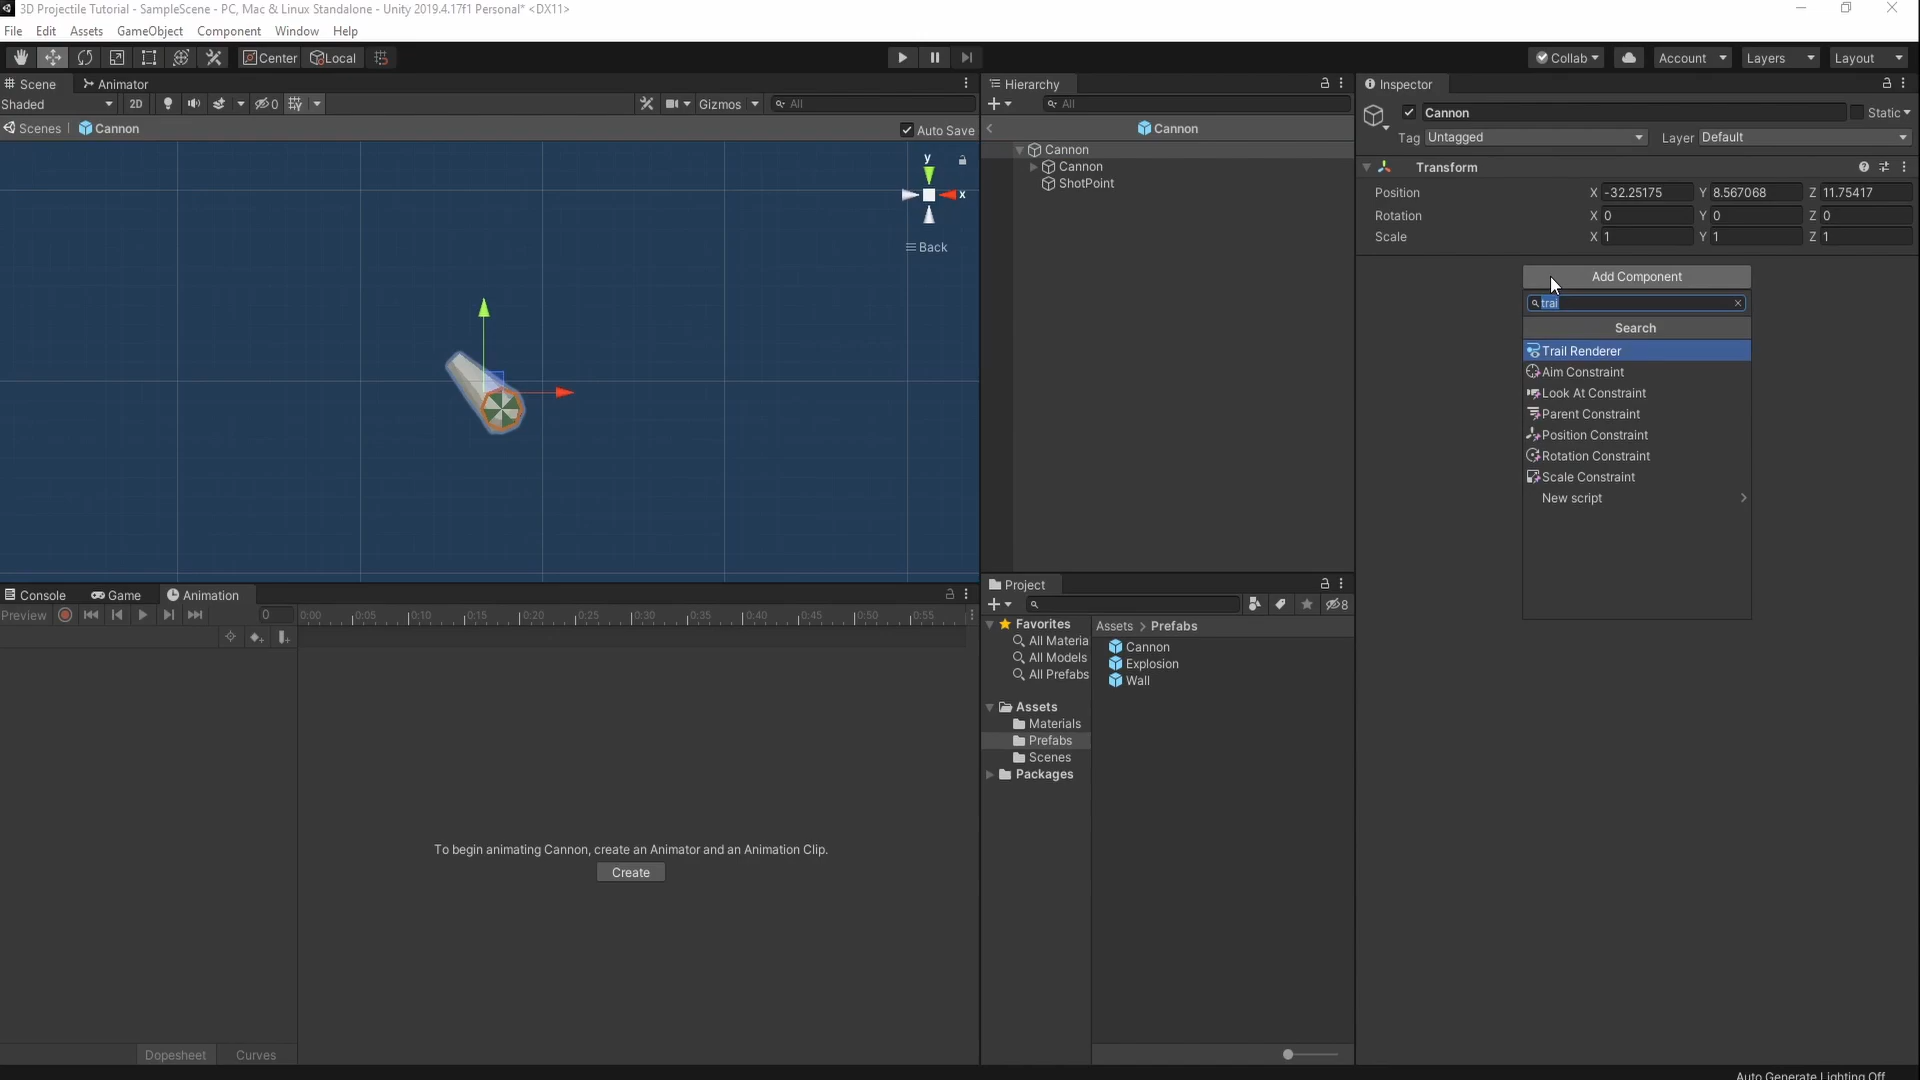 3D Projectile Tutorial - SampleScene - PC, Mac & Linux Standalone - Unity 2019.4.17f1 Personal* <DX11>
File Edit Assets GameObject Component Window Help
Center Local Collab Account Layers Layout
Scene Animator
Shaded 2D 0 Gizmos All
Scenes Cannon Auto Save
y
x
Back
Hierarchy
All
Cannon
Cannon
Cannon
ShotPoint
Inspector
Cannon Static
Tag Untagged Layer Default
Transform
Position X -32.25175 Y 8.567068 Z 11.75417
Rotation X 0 Y 0 Z 0
Scale X 1 Y 1 Z 1
Add Component
trai
Search
Trail Renderer
Aim Constraint
Look At Constraint
Parent Constraint
Position Constraint
Rotation Constraint
Scale Constraint
New script
Console Game Animation
Preview 0 0:00 0:05 0:10 0:15 0:20 0:25 0:30 0:35 0:40 0:45 0:50 0:55
To begin animating Cannon, create an Animator and an Animation Clip.
Create
Dopesheet Curves
Project
8
Favorites
All Materia
All Models
All Prefabs
Assets
Materials
Prefabs
Scenes
Packages
Assets > Prefabs
Cannon
Explosion
Wall
Auto Generate Lighting Off